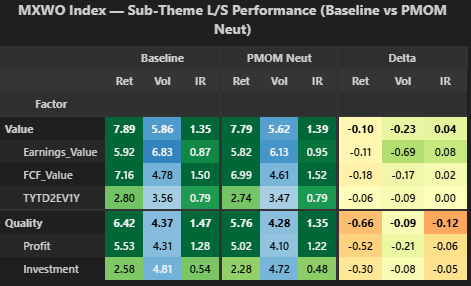 MXWO Index — Sub-Theme L/S Performance (Baseline vs PMOM
Neut)
Baseline PMOM Neut Delta
Ret Vol IR Ret Vol IR Ret Vol IR
Factor
Value 7.89 5.86 1.35 7.79 5.62 1.39 -0.10 -0.23 0.04
Earnings_Value 5.92 6.83 0.87 5.82 6.13 0.95 -0.11 -0.69 0.08
FCF_Value 7.16 4.78 1.50 6.99 4.61 1.52 -0.18 -0.17 0.02
TYTD2EV1Y 2.80 3.56 0.79 2.74 3.47 0.79 -0.06 -0.09 0.00
Quality 6.42 4.37 1.47 5.76 4.28 1.35 -0.66 -0.09 -0.12
Profit 5.53 4.31 1.28 5.02 4.10 1.22 -0.52 -0.21 -0.06
Investment 2.58 4.81 0.54 2.28 4.72 0.48 -0.30 -0.08 -0.05